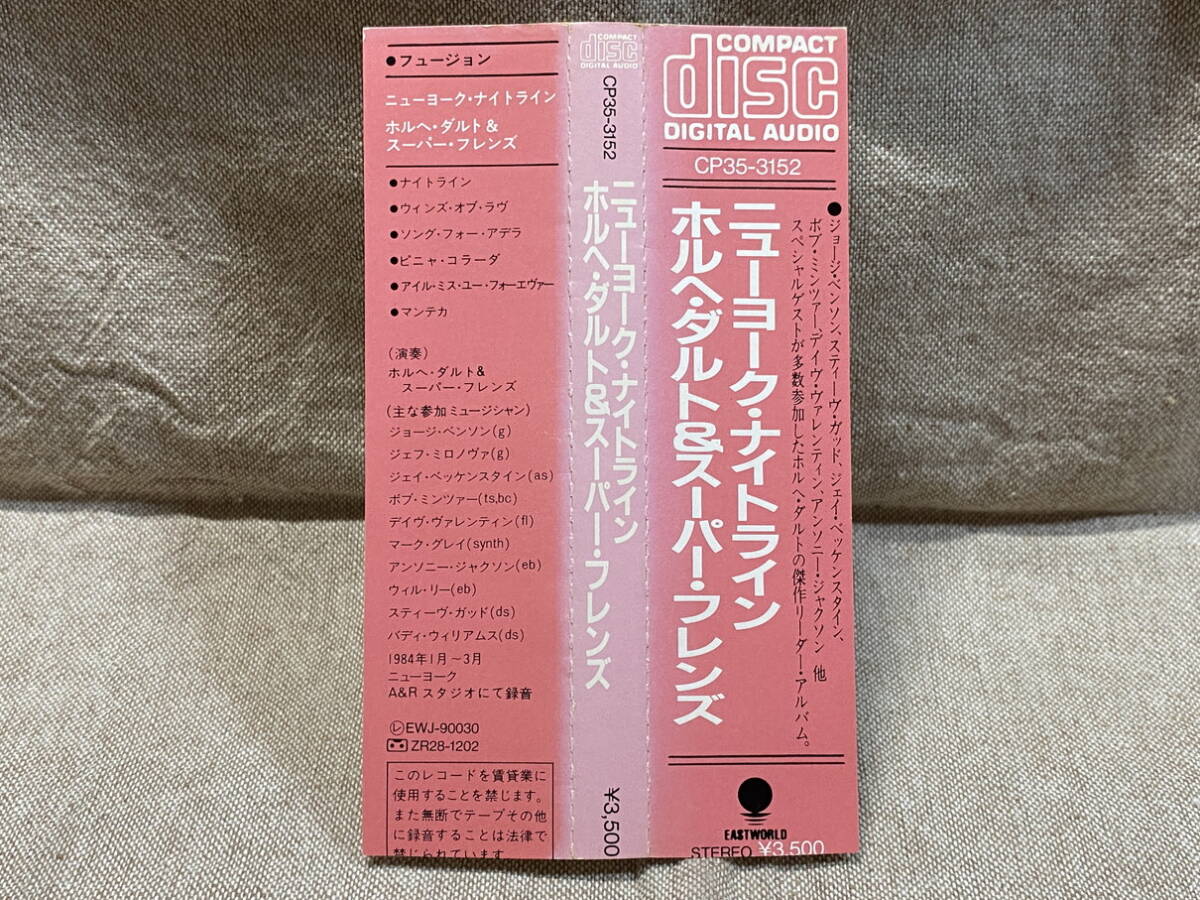 ●フュージョン
ニューヨーク・ナイトライン
ホルヘ・ダルト&
スーパー・フレンズ
●ナイトライン
●ウィンズ・オブ・ラヴ
●ソング・フォー・アデラ
●ピニャ・コラーダ
●アイル・ミス・ユー・フォーエヴァー
●マンテカ
(演奏)
ホルヘ・ダルト&
スーパー・フレンズ
(主な参加ミュージシャン)
ジョージ・ベンソン(g)
ジェフ・ミロノヴァ(g)
ジェイ・ベッケンスタイン(as)
ボブ・ミンツァー(ts,bc)
デイヴ・ヴァレンティン(fl)
マーク・グレイ(synth)
アンソニー・ジャクソン(eb)
ウィル・リー(eb)
スティーヴ・ガッド(ds)
バディ・ウィリアムス(ds)
1984年1月~3月
ニューヨーク
A&Rスタジオにて録音
ⓁEWJ-90030
ZR28-1202
このレコードを賃貸業に
使用することを禁じます。
また無断でテープその他
に録音することは法律で
禁じられています
COMPACT
disc
DIGITAL AUDIO
CP35-3152
ニューヨーク・ナイトライン
ホルヘ・ダルト&スーパー・フレンズ
¥3,500
COMPACT
disc
DIGITAL AUDIO
CP35-3152
●ジョージ・ベンソン、スティーヴ・ガッド、ジェイ・ベッケンスタイン、
ボブ・ミンツァー、デイヴ・ヴァレンティン、アンソニー・ジャクソン 他
スペシャルゲストが多数参加したホルヘ・ダルトの傑作リーダー・アルバム。
ニューヨーク・ナイトライン
ホルヘ・ダルト&スーパー・フレンズ
EASTWORLD
STEREO ¥3,500